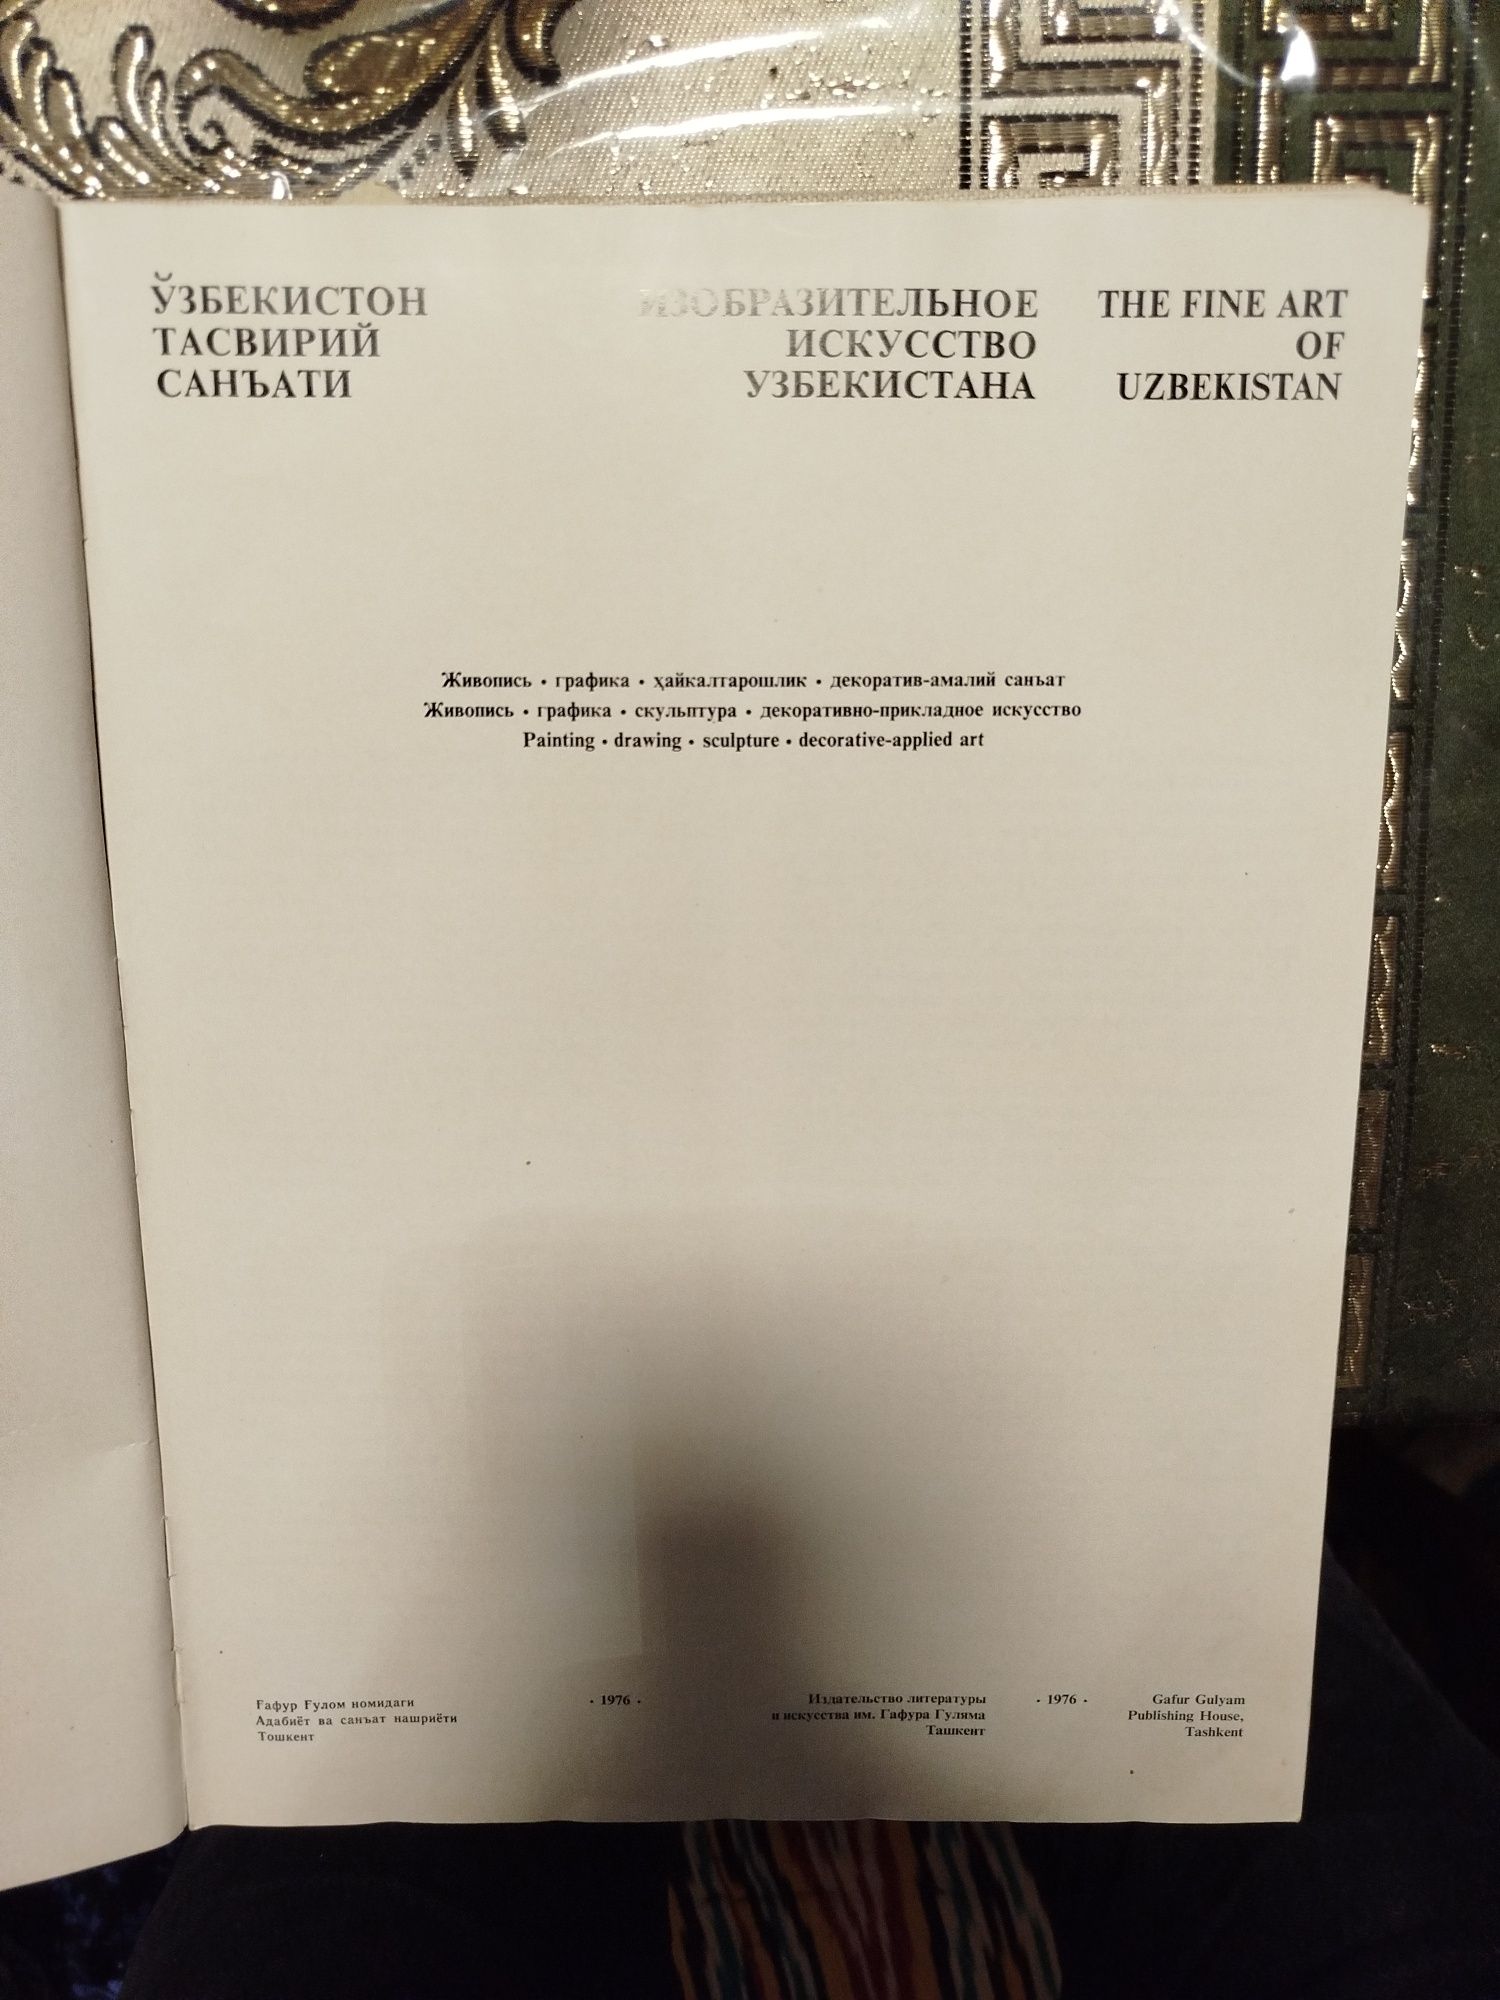 ЎЗБЕКИСТОН
ТАСВИРИЙ
САНЪАТИ
ИЗОБРАЗИТЕЛЬНОЕ
ИСКУССТВО
УЗБЕКИСТАНА
THE FINE ART
OF
UZBEKISTAN
Живопись • графика • ҳайкалтарошлик • декоратив-амалий санъат
Живопись • графика • скульптура • декоративно-прикладное искусство
Painting • drawing • sculpture • decorative-applied art
Ғафур Ғулом номидаги
Адабиёт ва санъат нашриёти
Тошкент
· 1976 ·
Издательство литературы
и искусства им. Гафура Гуляма
Ташкент
· 1976 ·
Gafur Gulyam
Publishing House,
Tashkent